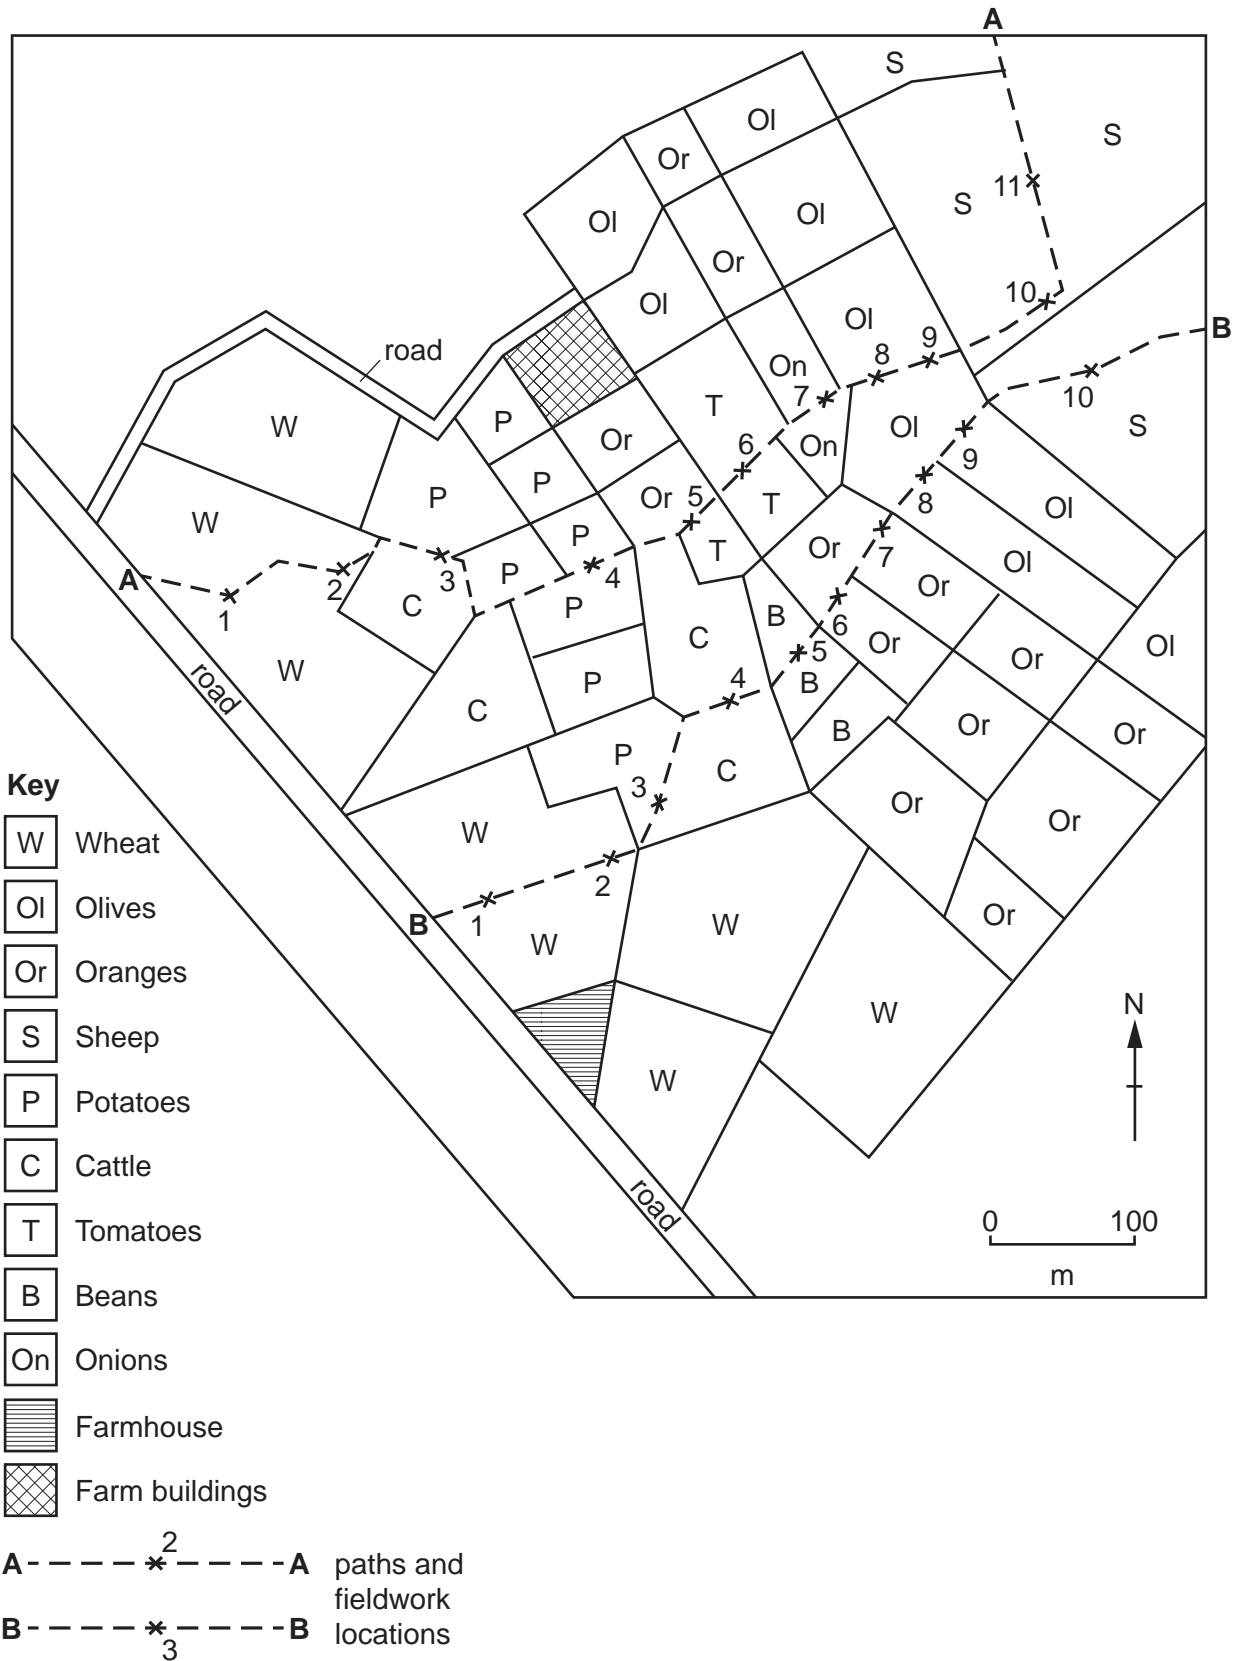 A
S
Ol
S
Or
11
S
Ol
Ol
Or
10
Ol
B
Ol
9
road
8
On
10
7
T
W
P
Ol
S
Or
On
6
9
P
5
8
P
Or
T
Ol
W
P
Or
7
T
Ol
3
4
A
2
P
Or
1
C
P
B
6
C
Or
Ol
5
Or
W
P
4
B
road
C
B
Or
Or
P
C
3
Key
Or
Or
W Wheat
W
2
Ol Olives
B
1
W
W
Or
Or Oranges
N
W
S Sheep
W
P Potatoes
C Cattle
road
T Tomatoes
0 100
m
B Beans
On Onions
Farmhouse
Farm buildings
2
A A paths and
fieldwork
B B locations
3